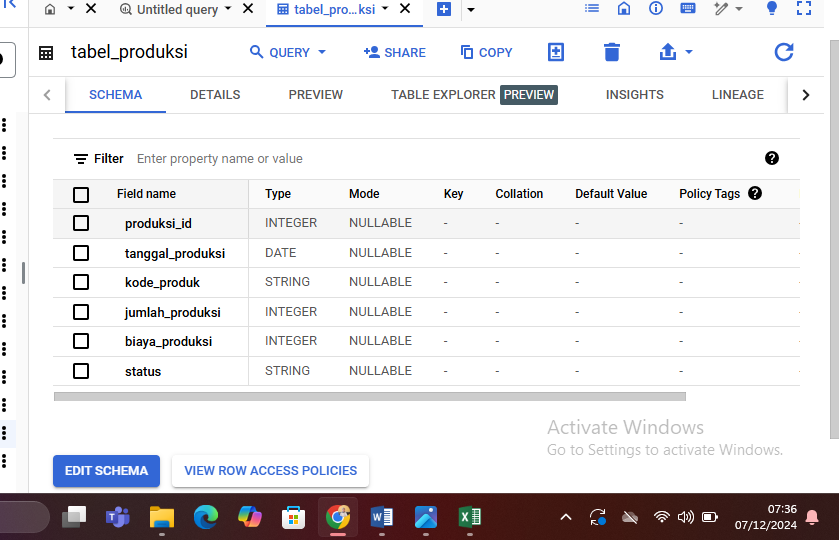 Untitled query
tabel_pro...ksi
tabel_produksi
QUERY
SHARE
COPY
SCHEMA
DETAILS
PREVIEW
TABLE EXPLORER PREVIEW
INSIGHTS
LINEAGE
Filter Enter property name or value
Field name Type Mode Key Collation Default Value Policy Tags
produksi_id INTEGER NULLABLE - - - -
tanggal_produksi DATE NULLABLE - - - -
kode_produk STRING NULLABLE - - - -
jumlah_produksi INTEGER NULLABLE - - - -
biaya_produksi INTEGER NULLABLE - - - -
status STRING NULLABLE - - - -
Activate Windows
Go to Settings to activate Windows.
EDIT SCHEMA
VIEW ROW ACCESS POLICIES
07:36
07/12/2024